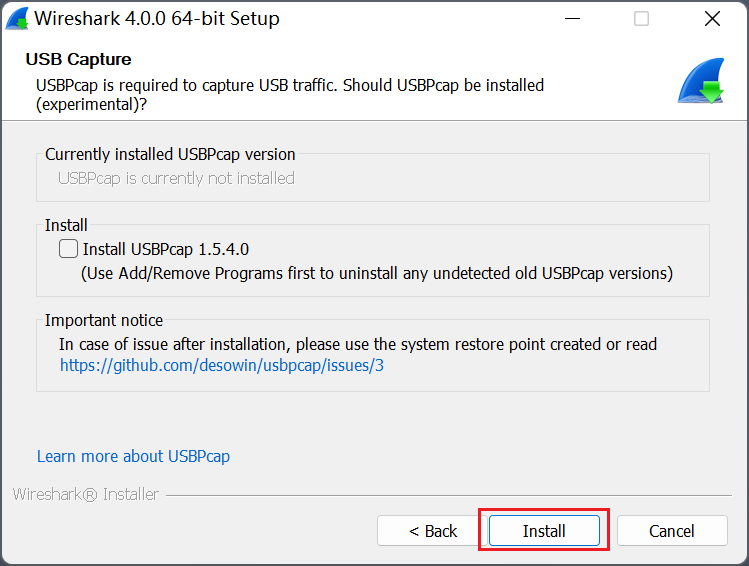 Wireshark 4.0.0 64-bit Setup
USB Capture
USBPcap is required to capture USB traffic. Should USBPcap be installed
(experimental)?
Currently installed USBPcap version
USBPcap is currently not installed
Install
Install USBPcap 1.5.4.0
(Use Add/Remove Programs first to uninstall any undetected old USBPcap versions)
Important notice
In case of issue after installation, please use the system restore point created or read
https://github.com/desowin/usbpcap/issues/3
Learn more about USBPcap
Wireshark® Installer
< Back
Install
Cancel